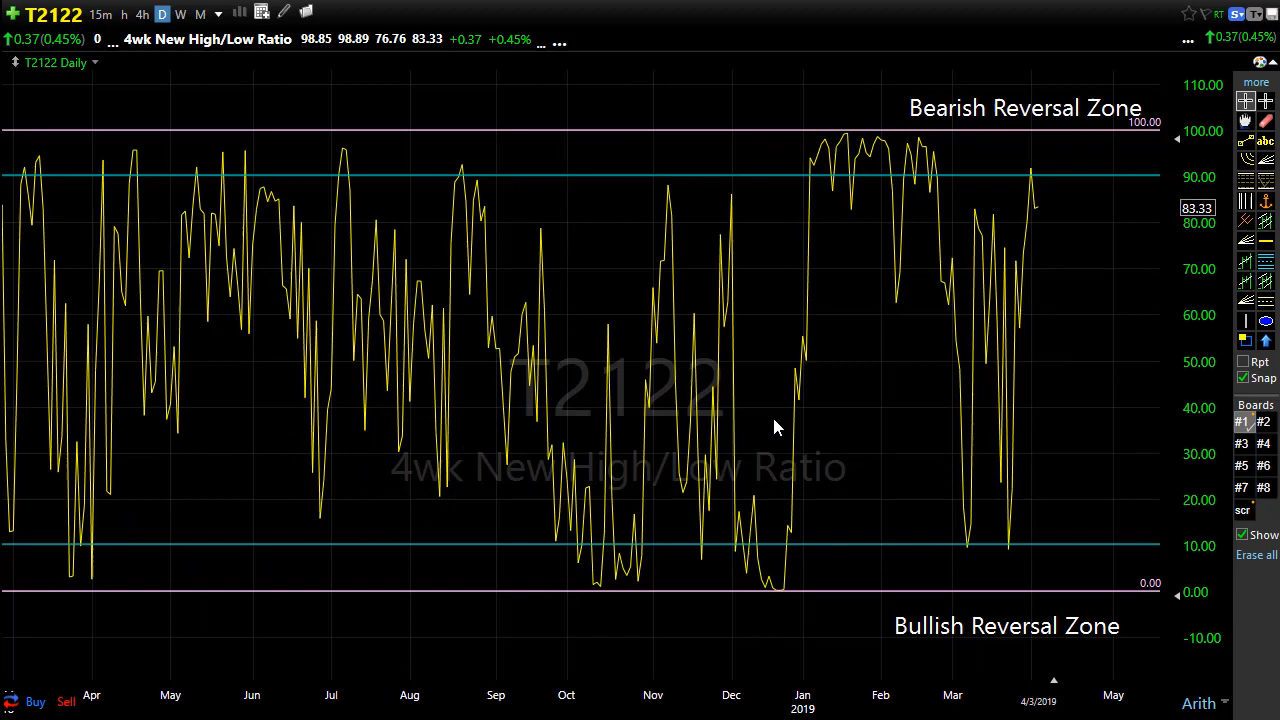 T2122 15m h 4h D W M RT S T
0.37(0.45%) 0 ... 4wk New High/Low Ratio 98.85 98.89 76.76 83.33 +0.37 +0.45% ... ... ... 0.37(0.45%)
T2122 Daily
more
110.00
Bearish Reversal Zone
100.00
100.00
abc
90.00
83.33
80.00
70.00
60.00
T2122
50.00
Rpt
Snap
Boards
40.00
#1 #2
#3 #4
4wk New High/Low Ratio
30.00
#5 #6
#7 #8
20.00
scr
Show
10.00
Erase all
0.00
0.00
Bullish Reversal Zone
-10.00
Apr May Jun Jul Aug Sep Oct Nov Dec Jan Feb Mar May
Buy Sell
2019
4/3/2019
Arith